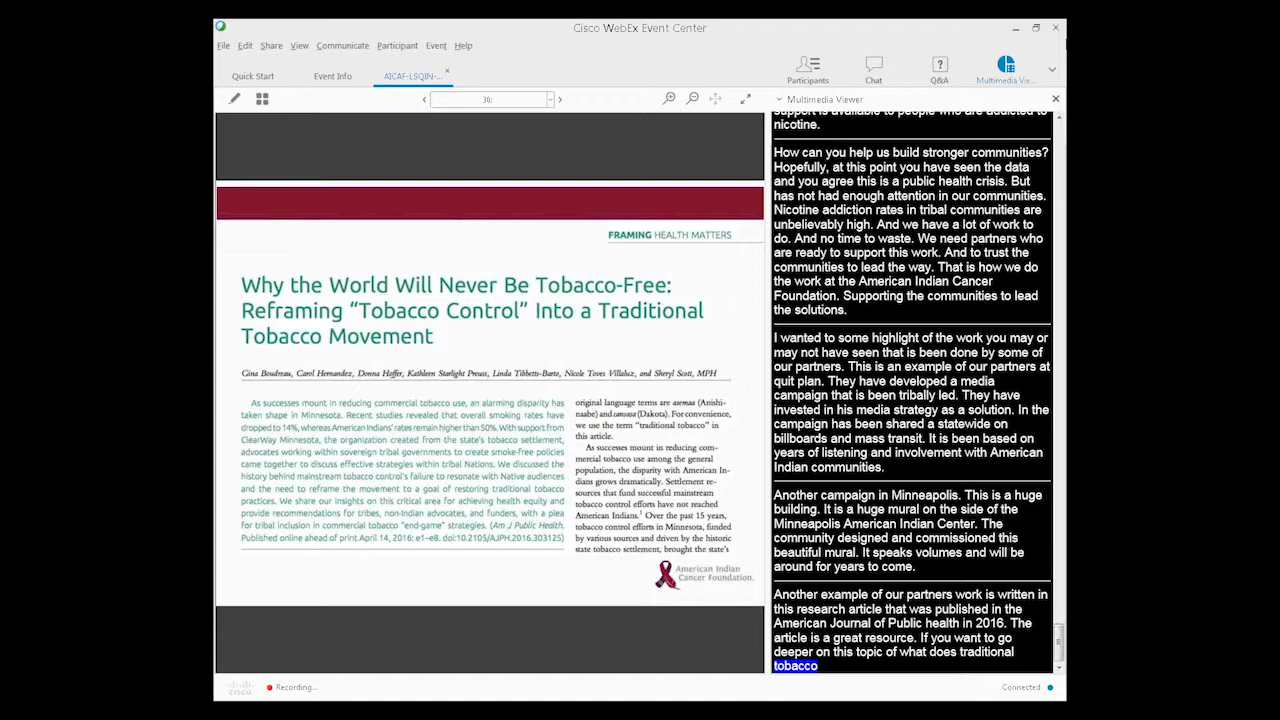 Cisco WebEx Event Center
File Edit Share View Communicate Participant Event Help
Quick Start Event Info AICAF-LSQIN-...
Participants Chat Q&A Multimedia Vie...
30:
Multimedia Viewer
FRAMING HEALTH MATTERS
Why the World Will Never Be Tobacco-Free:
Reframing “Tobacco Control” Into a Traditional
Tobacco Movement
Gina Boudreau, Carol Hernandez, Donna Hoffer, Kathleen Starlight Preuss, Linda Tibbetts-Barto, Nicole Toves Villaluz, and Sheryl Scott, MPH
As successes mount in reducing commercial tobacco use, an alarming disparity has
taken shape in Minnesota. Recent studies revealed that overall smoking rates have
dropped to 14%, whereas American Indians' rates remain higher than 50%. With support from
ClearWay Minnesota, the organization created from the state's tobacco settlement,
advocates working within sovereign tribal governments to create smoke-free policies
came together to discuss effective strategies within tribal Nations. We discussed the
history behind mainstream tobacco control's failure to resonate with Native audiences
and the need to reframe the movement to a goal of restoring traditional tobacco
practices. We share our insights on this critical area for achieving health equity and
provide recommendations for tribes, non-Indian advocates, and funders, with a plea
for tribal inclusion in commercial tobacco “end-game” strategies. (Am J Public Health.
Published online ahead of print April 14, 2016: e1–e8. doi:10.2105/AJPH.2016.303125)
original language terms are asemaa (Anishi-
naabe) and cansasa (Dakota). For convenience,
we use the term “traditional tobacco” in
this article.
As successes mount in reducing com-
mercial tobacco use among the general
population, the disparity with American In-
dians grows dramatically. Settlement re-
sources that fund successful mainstream
tobacco control efforts have not reached
American Indians.1 Over the past 15 years,
tobacco control efforts in Minnesota, funded
by various sources and driven by the historic
state tobacco settlement, brought the state's
American Indian
Cancer Foundation.
support is available to people who are addicted to
nicotine.
How can you help us build stronger communities?
Hopefully, at this point you have seen the data
and you agree this is a public health crisis. But
has not had enough attention in our communities.
Nicotine addiction rates in tribal communities are
unbelievably high. And we have a lot of work to
do. And no time to waste. We need partners who
are ready to support this work. And to trust the
communities to lead the way. That is how we do
the work at the American Indian Cancer
Foundation. Supporting the communities to lead
the solutions.
I wanted to some highlight of the work you may or
may not have seen that is been done by some of
our partners. This is an example of our partners at
quit plan. They have developed a media
campaign that has been tribally led. They have
invested in his media strategy as a solution. In the
campaign has been shared a statewide on
billboards and mass transit. It is been based on
years of listening and involvement with American
Indian communities.
Another campaign in Minneapolis. This is a huge
building. It is a huge mural on the side of the
Minneapolis American Indian Center. The
community designed and commissioned this
beautiful mural. It speaks volumes and will be
around for years to come.
Another example of our partners work is written in
this research article that was published in the
American Journal of Public health in 2016. The
article is a great resource. If you want to go
deeper on this topic of what does traditional
tobacco
cisco Recording... Connected